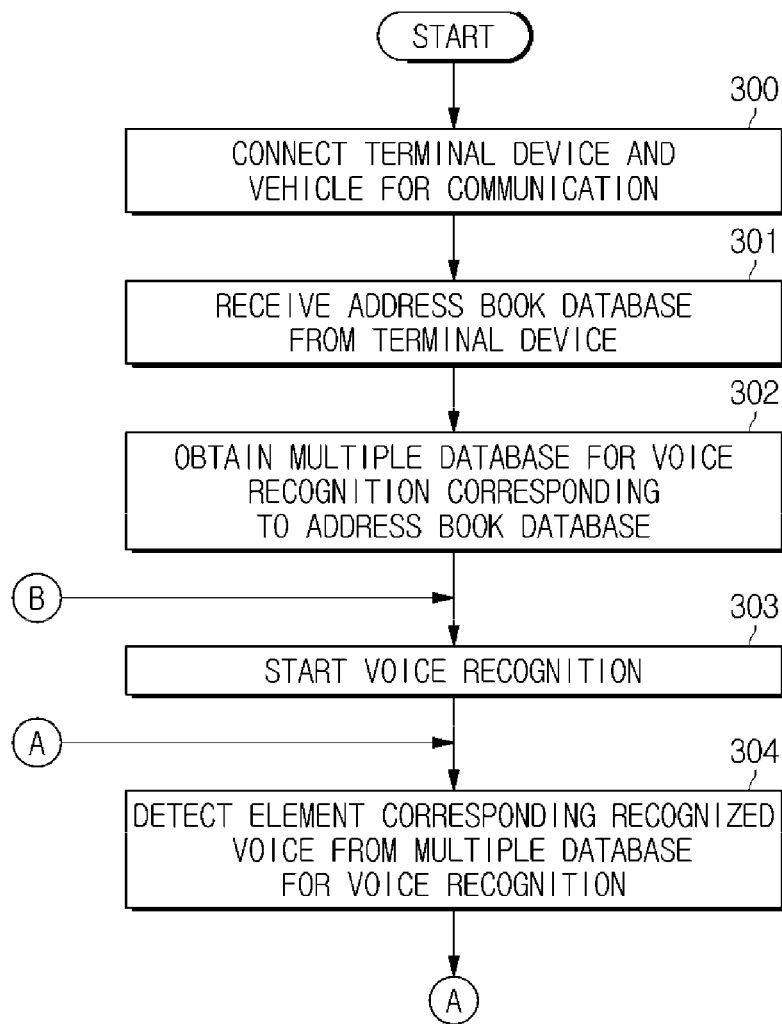 START
300
CONNECT TERMINAL DEVICE AND
VEHICLE FOR COMMUNICATION
301
RECEIVE ADDRESS BOOK DATABASE
FROM TERMINAL DEVICE
302
OBTAIN MULTIPLE DATABASE FOR VOICE
RECOGNITION CORRESPONDING
TO ADDRESS BOOK DATABASE
B
303
START VOICE RECOGNITION
A
304
DETECT ELEMENT CORRESPONDING RECOGNIZED
VOICE FROM MULTIPLE DATABASE
FOR VOICE RECOGNITION
A